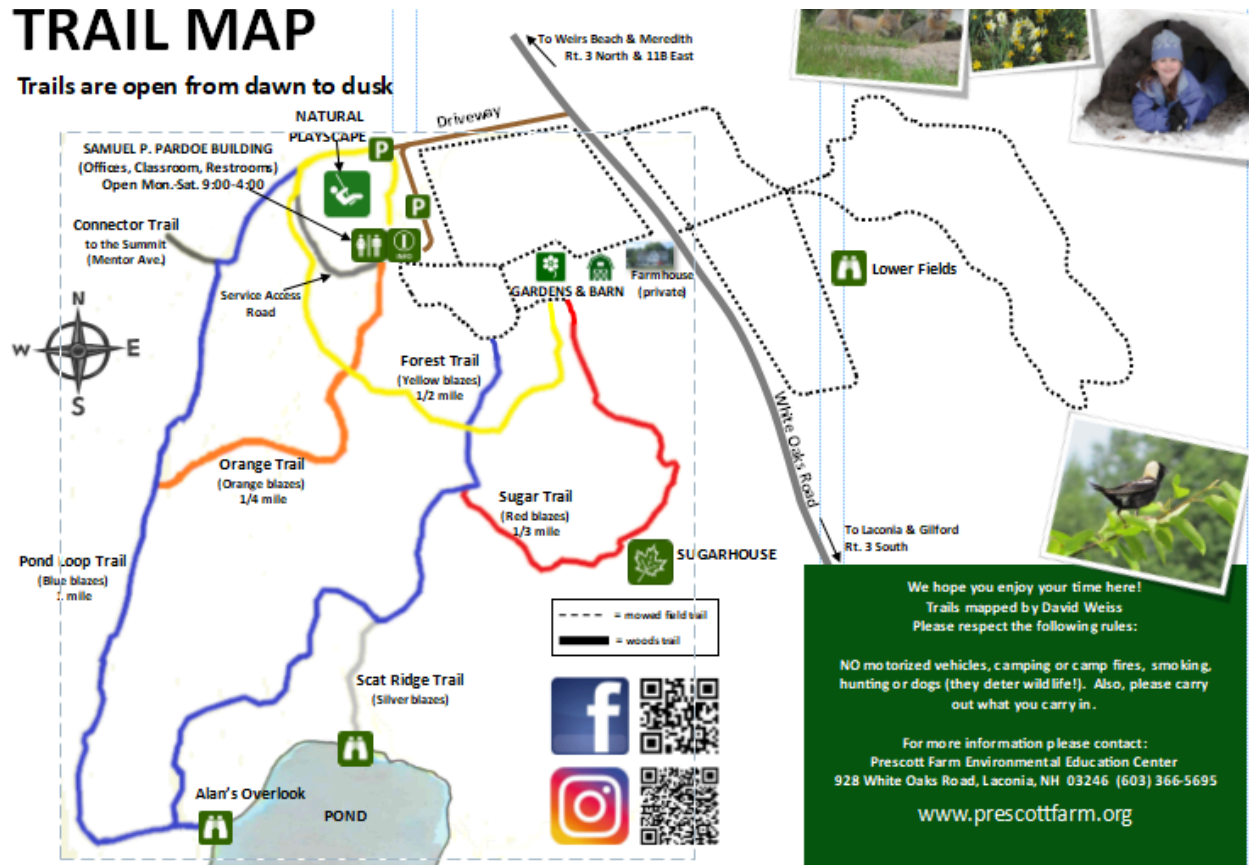 TRAIL MAP
Trails are open from dawn to dusk
To Weirs Beach & Meredith
Rt. 3 North & 11B East
NATURAL
PLAYSCAPE
Driveway
P
SAMUEL P. PARDOE BUILDING
(Offices, Classroom, Restrooms)
Open Mon.-Sat. 9:00-4:00
P
Connector Trail
to the Summit
(Mentor Ave.)
INFO
Service Access
Road
GARDENS & BARN
Farmhouse
(private)
Lower Fields
N
W
E
S
Forest Trail
(Yellow blazes)
1/2 mile
White Oaks Road
Orange Trail
(Orange blazes)
1/4 mile
Sugar Trail
(Red blazes)
1/3 mile
To Laconia & Gilford
Rt. 3 South
SUGARHOUSE
Pond Loop Trail
(Blue blazes)
1 mile
= mowed field trail
= woods trail
Scat Ridge Trail
(Silver blazes)
Alan's Overlook
POND
We hope you enjoy your time here!
Trails mapped by David Weiss
Please respect the following rules:
NO motorized vehicles, camping or camp fires, smoking,
hunting or dogs (they deter wildlife!). Also, please carry
out what you carry in.
For more information please contact:
Prescott Farm Environmental Education Center
928 White Oaks Road, Laconia, NH 03246 (603) 366-5695
www.prescottfarm.org